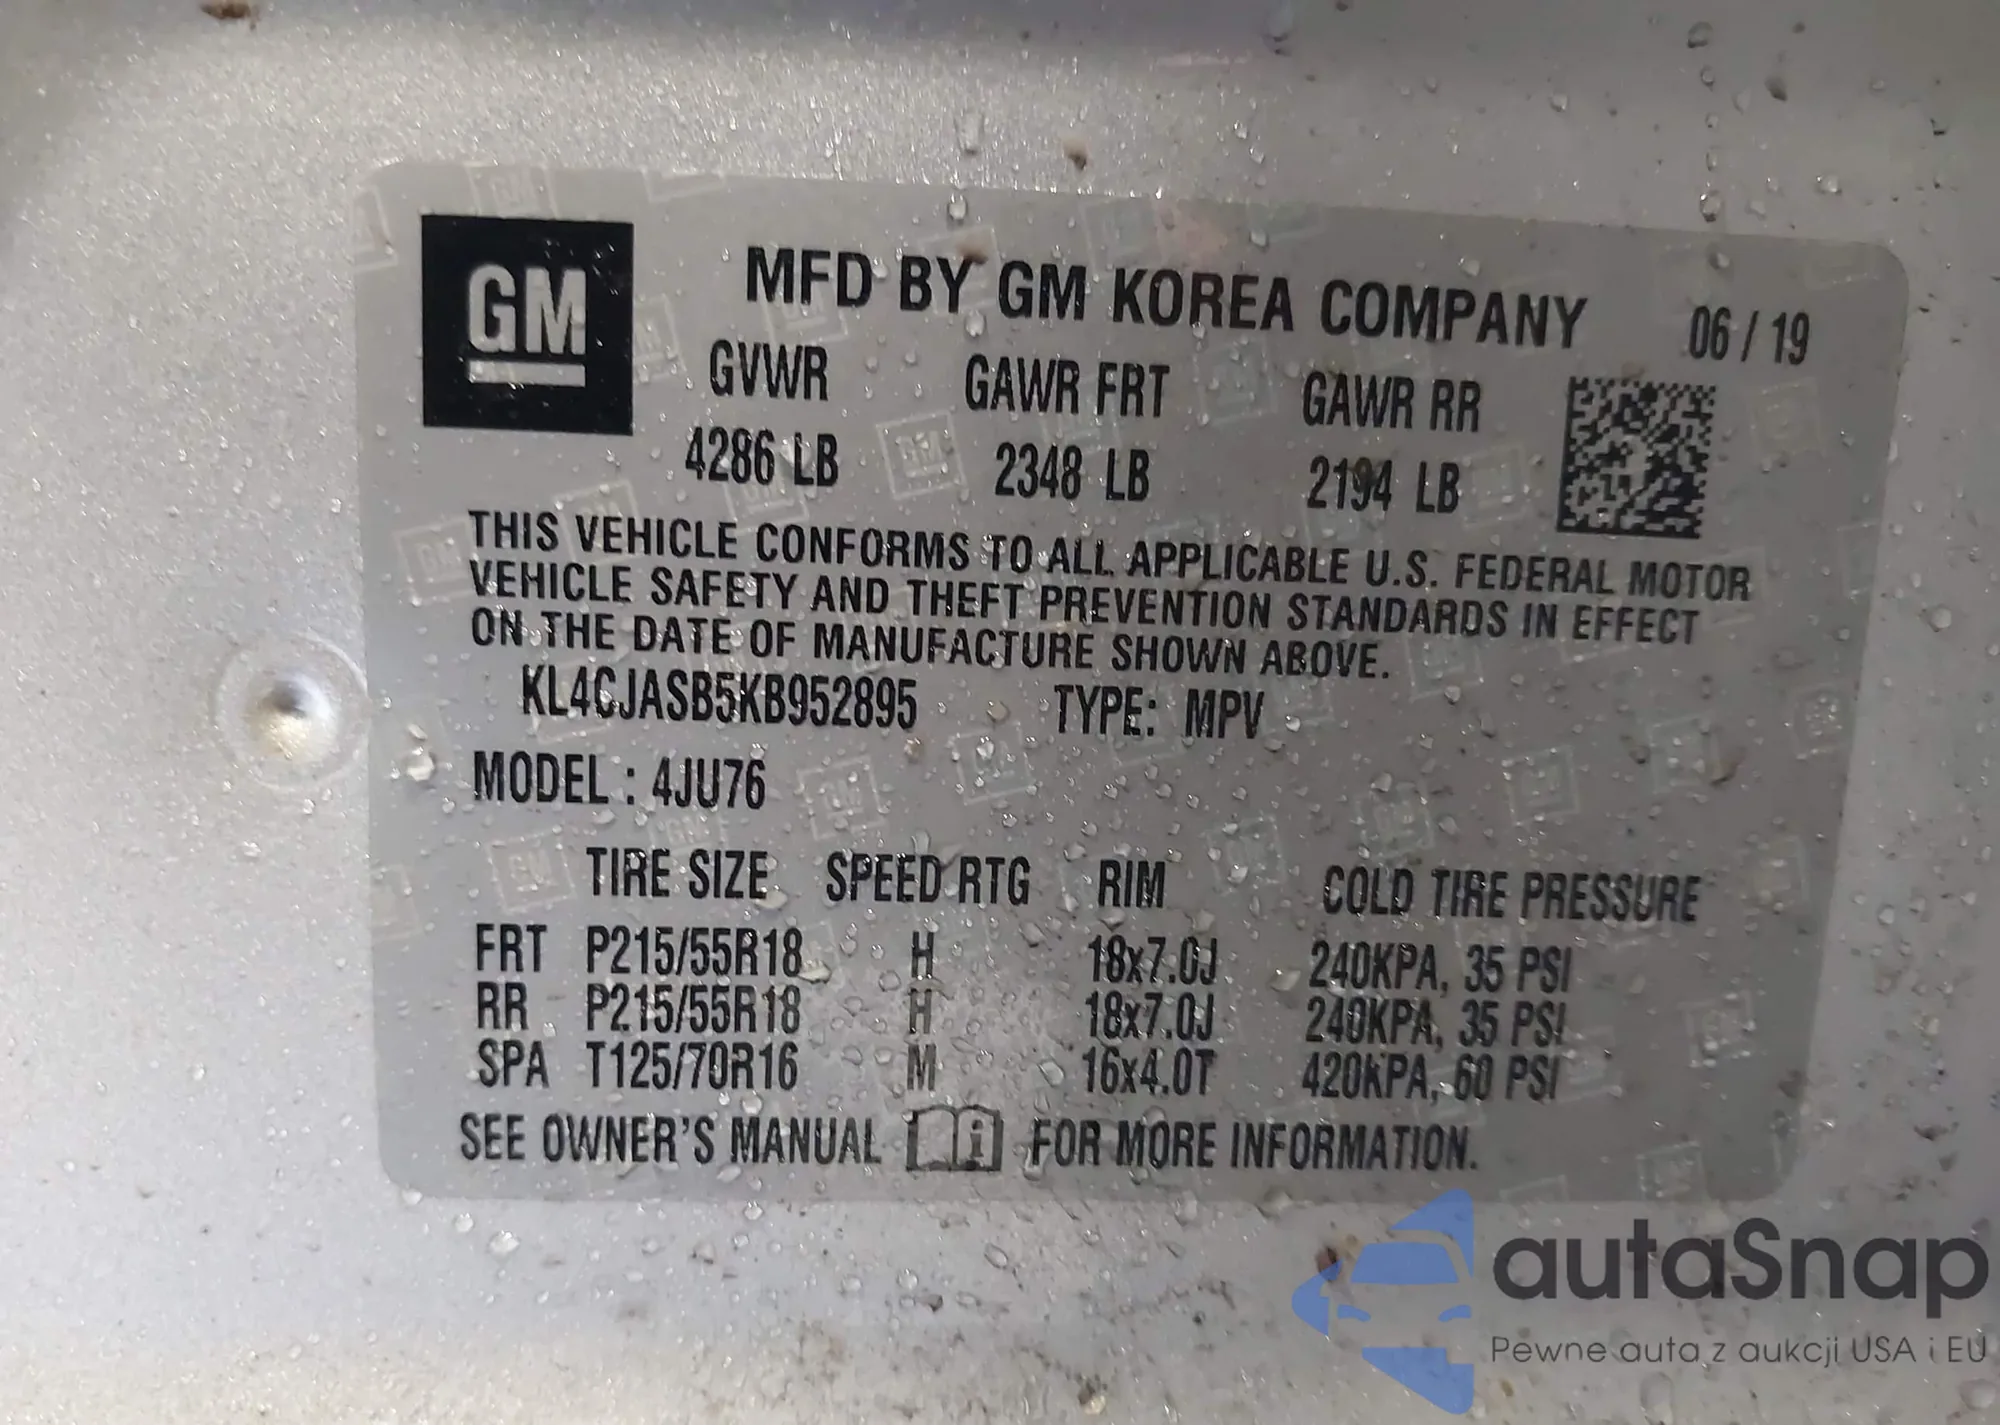 GM
MFD BY GM KOREA COMPANY 06 / 19
GVWR GAWR FRT GAWR RR
4286 LB 2348 LB 2194 LB
THIS VEHICLE CONFORMS TO ALL APPLICABLE U.S. FEDERAL MOTOR
VEHICLE SAFETY AND THEFT PREVENTION STANDARDS IN EFFECT
ON THE DATE OF MANUFACTURE SHOWN ABOVE.
KL4CJASB5KB952895 TYPE: MPV
MODEL : 4JU76
TIRE SIZE SPEED RTG RIM COLD TIRE PRESSURE
FRT P215/55R18 H 18x7.0J 240KPA, 35 PSI
RR P215/55R18 H 18x7.0J 240KPA, 35 PSI
SPA T125/70R16 M 16x4.0T 420KPA, 60 PSI
SEE OWNER'S MANUAL i FOR MORE INFORMATION.
autaSnap
Pewne auta z aukcji USA i EU